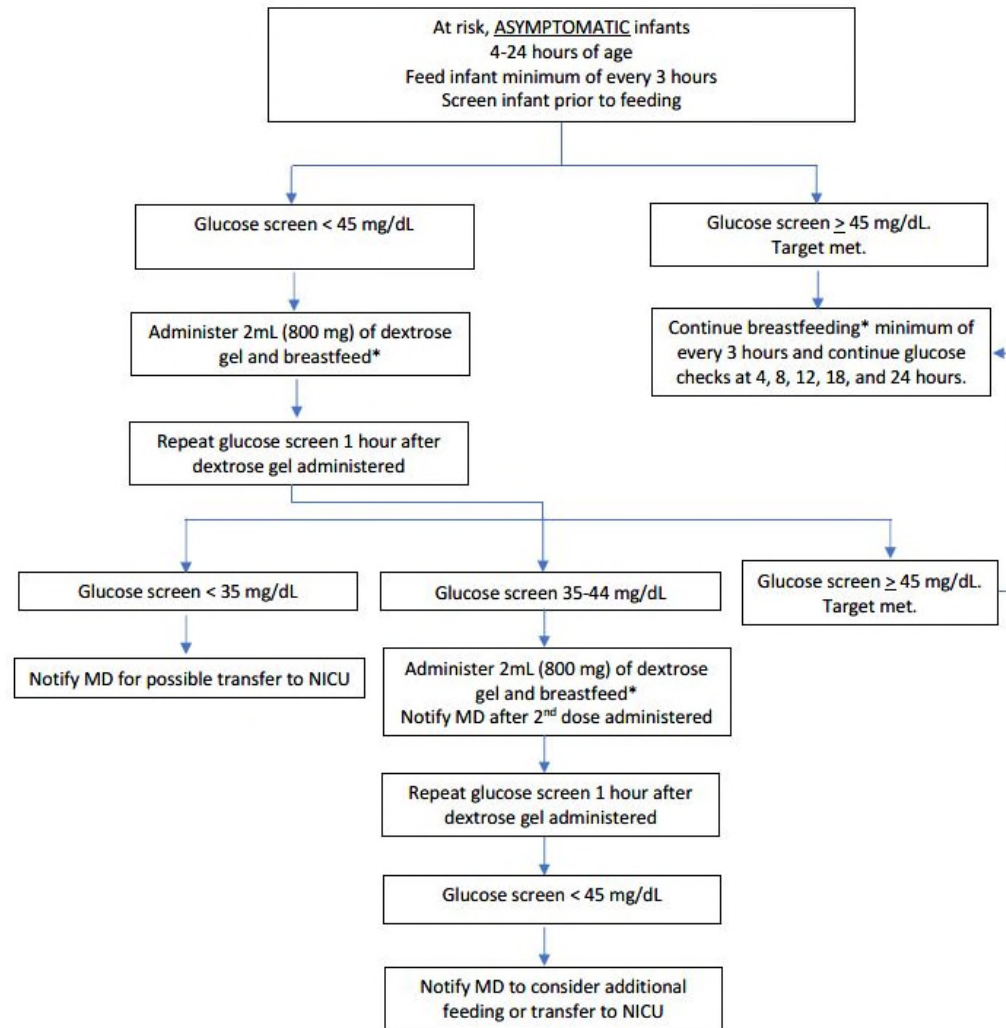 At risk, ASYMPTOMATIC infants
4-24 hours of age
Feed infant minimum of every 3 hours
Screen infant prior to feeding
Glucose screen < 45 mg/dL
Glucose screen ≥ 45 mg/dL.
Target met.
Administer 2mL (800 mg) of dextrose
gel and breastfeed*
Continue breastfeeding* minimum of
every 3 hours and continue glucose
checks at 4, 8, 12, 18, and 24 hours.
Repeat glucose screen 1 hour after
dextrose gel administered
Glucose screen < 35 mg/dL
Glucose screen 35-44 mg/dL
Glucose screen ≥ 45 mg/dL.
Target met.
Notify MD for possible transfer to NICU
Administer 2mL (800 mg) of dextrose
gel and breastfeed*
Notify MD after 2nd dose administered
Repeat glucose screen 1 hour after
dextrose gel administered
Glucose screen < 45 mg/dL
Notify MD to consider additional
feeding or transfer to NICU